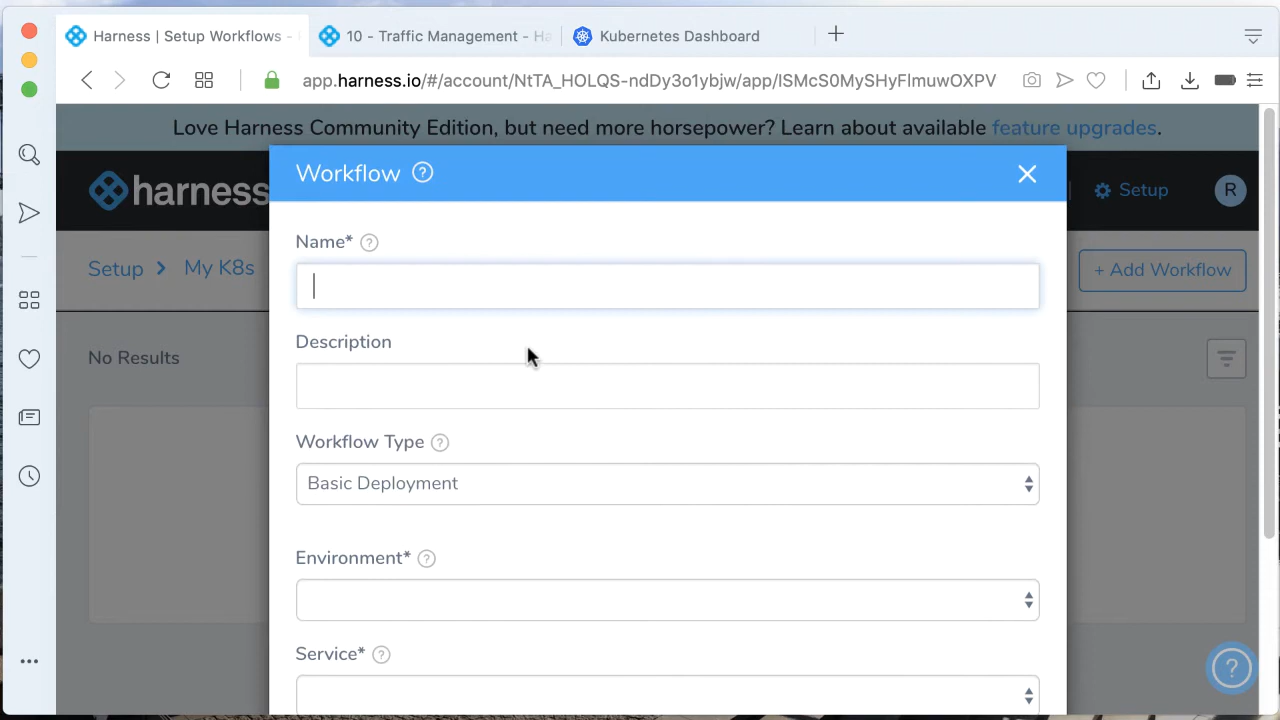 Harness | Setup Workflows -
10 - Traffic Management - Ha
Kubernetes Dashboard
app.harness.io/#/account/NtTA_HOLQS-ndDy3o1ybjw/app/ISMcS0MySHyFImuwOXPV
Love Harness Community Edition, but need more horsepower? Learn about available feature upgrades.
Workflow
harness
Setup
R
Setup > My K8s
+ Add Workflow
Name*
No Results
Description
Workflow Type
Basic Deployment
Environment*
Service*